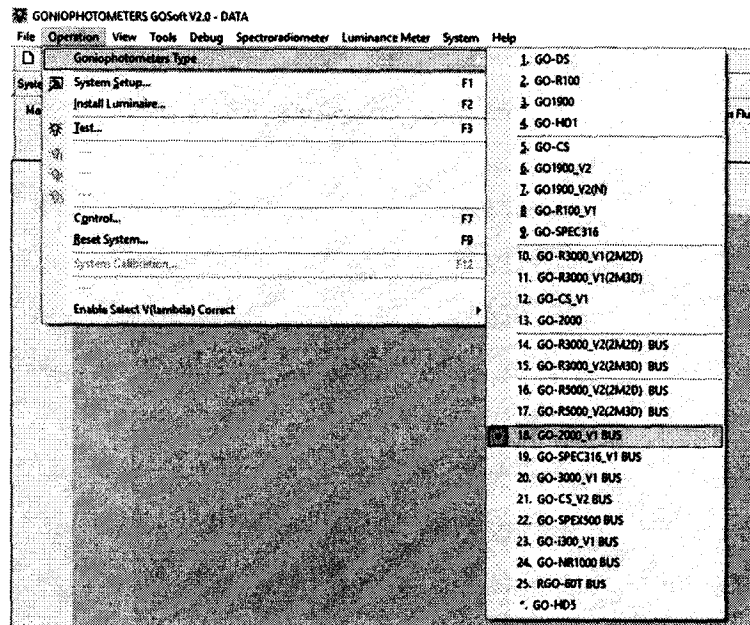 GONIOPHOTOMETERS GOSoft V2.0 - DATA
File Operation View Tools Debug Spectroradiometer Luminance Meter System Help
Goniophotometers Type
System Setup... F1
Install Luminaire... F2
Test... F3
----
----
----
Control... F7
Reset System... F9
System Calibration... F12
----
Enable Select V(lambda) Correct
1. GO-DS
2. GO-R100
3. GO1900
4. GO-HD1
5. GO-CS
6. GO1900_V2
7. GO1900_V2(N)
8. GO-R100_V1
9. GO-SPEC316
10. GO-R3000_V1(2M2D)
11. GO-R3000_V1(2M3D)
12. GO-CS_V1
13. GO-2000
14. GO-R3000_V2(2M2D) BUS
15. GO-R3000_V2(2M3D) BUS
16. GO-R5000_V2(2M2D) BUS
17. GO-R5000_V2(2M3D) BUS
18. GO-2000_V1 BUS
19. GO-SPEC316_V1 BUS
20. GO-3000_V1 BUS
21. GO-CS_V2 BUS
22. GO-SPEX500 BUS
23. GO-i300_V1 BUS
24. GO-NR1000 BUS
25. RGO-60T BUS
*. GO-HD5
Syste
Ma
s Flu